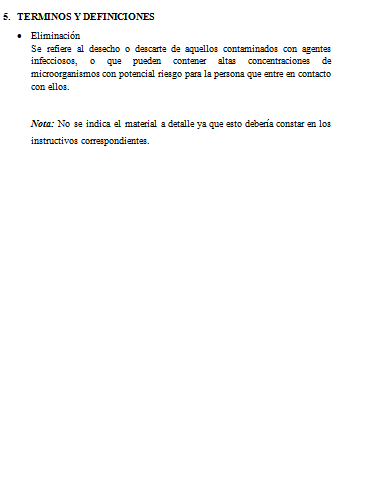 5. TERMINOS Y DEFINICIONES
• Eliminación
Se refiere al desecho o descarte de aquellos contaminados con agentes
infecciosos, o que pueden contener altas concentraciones de
microorganismos con potencial riesgo para la persona que entre en contacto
con ellos.
Nota: No se indica el material a detalle ya que esto debería constar en los
instructivos correspondientes.